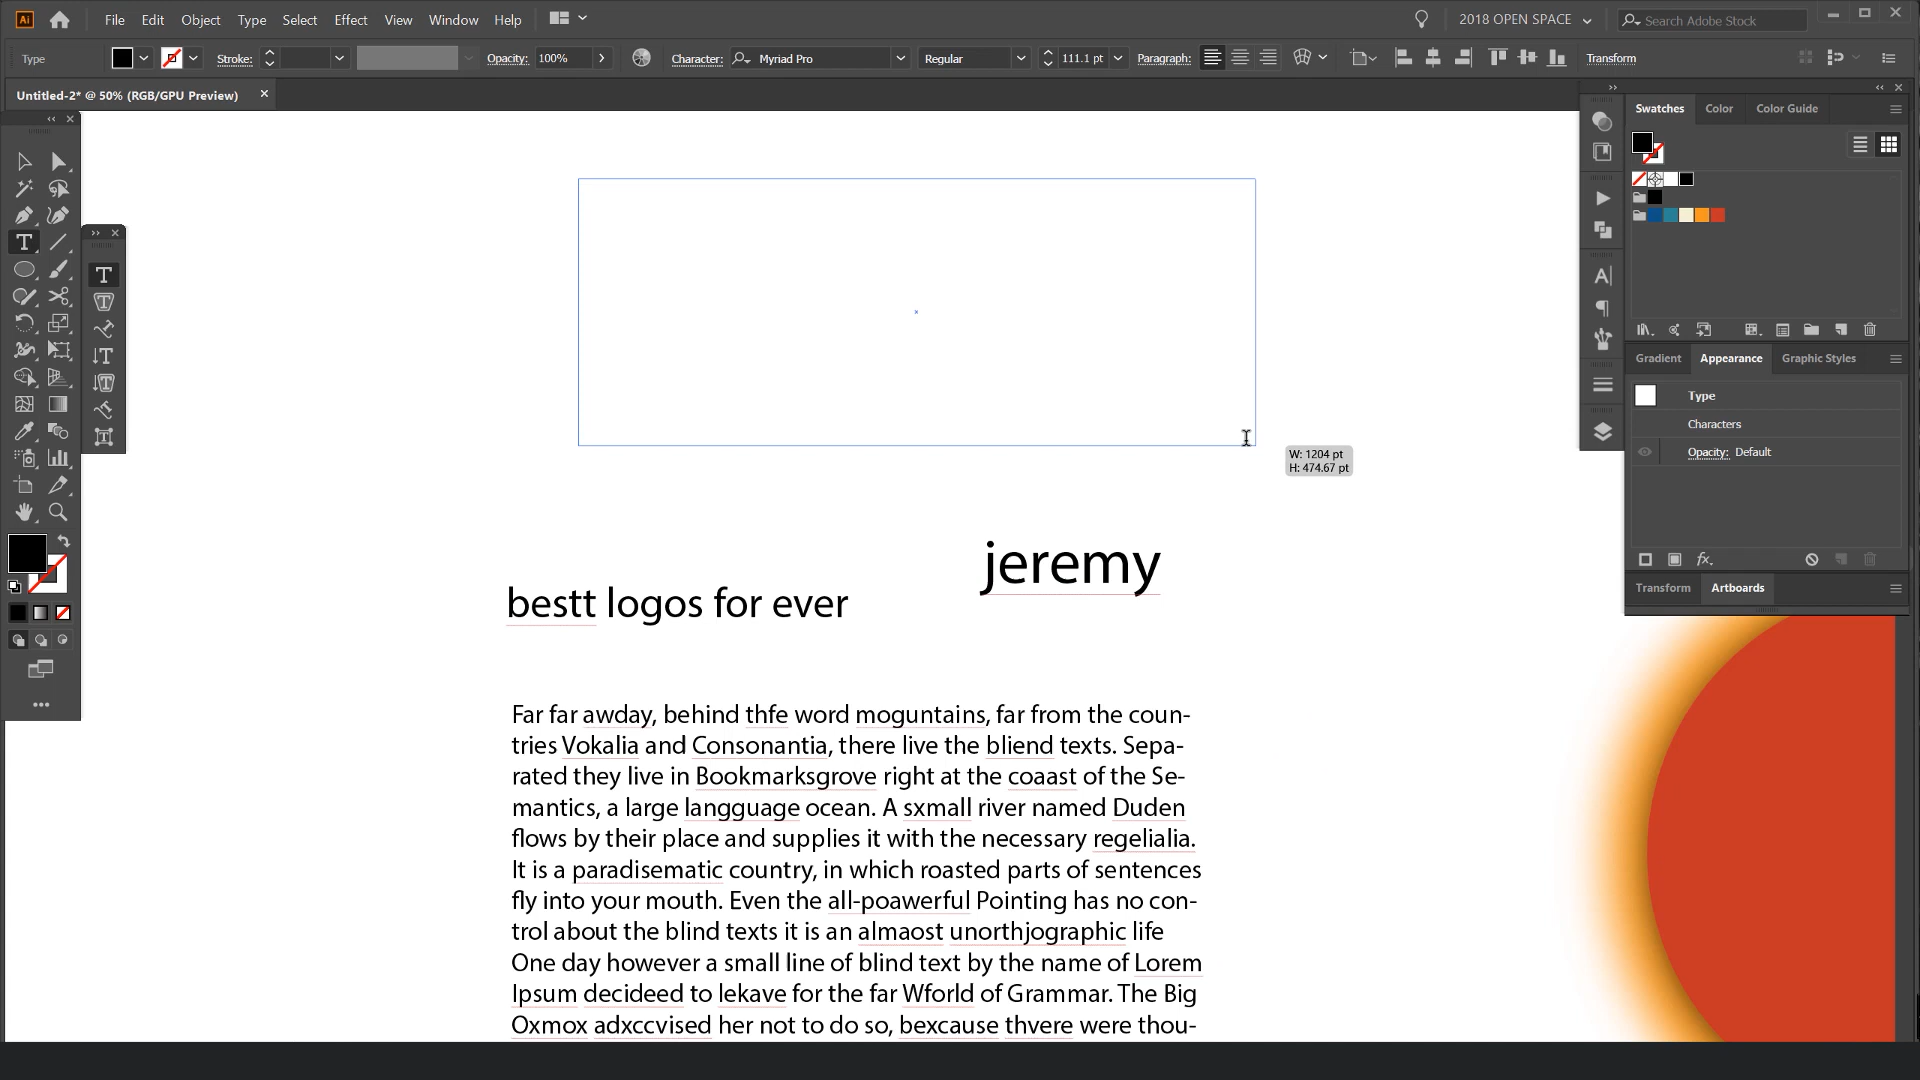 Ai File Edit Object Type Select Effect View Window Help 2018 OPEN SPACE Search Adobe Stock
Type Stroke: Opacity: 100% Character: Myriad Pro Regular 111.1 pt Paragraph: Transform
Untitled-2* @ 50% (RGB/GPU Preview)
Swatches Color Color Guide
Gradient Appearance Graphic Styles
Type
Characters
Opacity: Default
Transform Artboards
W: 1204 pt
H: 474.67 pt
jeremy
bestt logos for ever
Far far awday, behind thfe word moguntains, far from the coun-
tries Vokalia and Consonantia, there live the bliend texts. Sepa-
rated they live in Bookmarksgrove right at the coaast of the Se-
mantics, a large langguage ocean. A sxmall river named Duden
flows by their place and supplies it with the necessary regelialia.
It is a paradisematic country, in which roasted parts of sentences
fly into your mouth. Even the all-poawerful Pointing has no con-
trol about the blind texts it is an almaost unorthjographic life
One day however a small line of blind text by the name of Lorem
Ipsum decideed to lekave for the far Wforld of Grammar. The Big
Oxmox adxccvised her not to do so, bexcause thvere were thou-